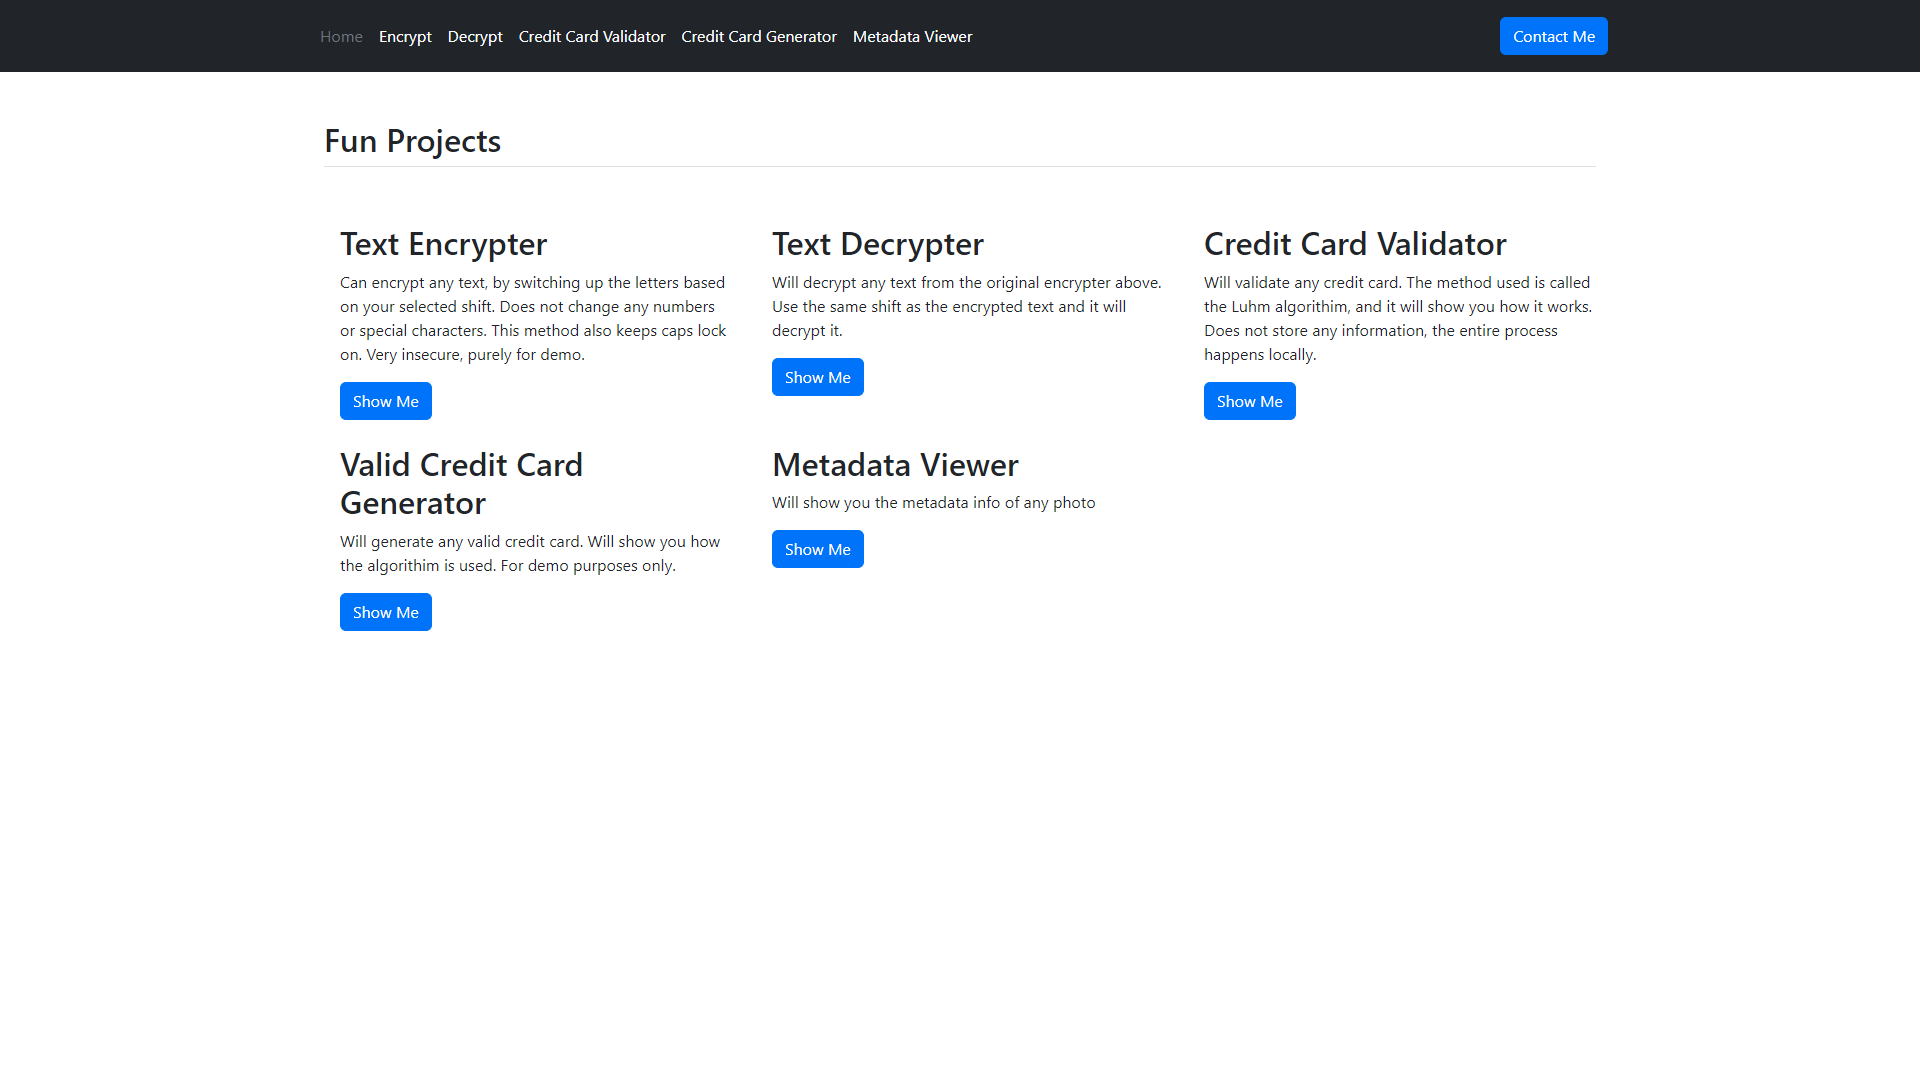 Home Encrypt Decrypt Credit Card Validator Credit Card Generator Metadata Viewer Contact Me
Fun Projects
Text Encrypter
Can encrypt any text, by switching up the letters based
on your selected shift. Does not change any numbers
or special characters. This method also keeps caps lock
on. Very insecure, purely for demo.
Show Me
Text Decrypter
Will decrypt any text from the original encrypter above.
Use the same shift as the encrypted text and it will
decrypt it.
Show Me
Credit Card Validator
Will validate any credit card. The method used is called
the Luhm algorithim, and it will show you how it works.
Does not store any information, the entire process
happens locally.
Show Me
Valid Credit Card
Generator
Will generate any valid credit card. Will show you how
the algorithim is used. For demo purposes only.
Show Me
Metadata Viewer
Will show you the metadata info of any photo
Show Me